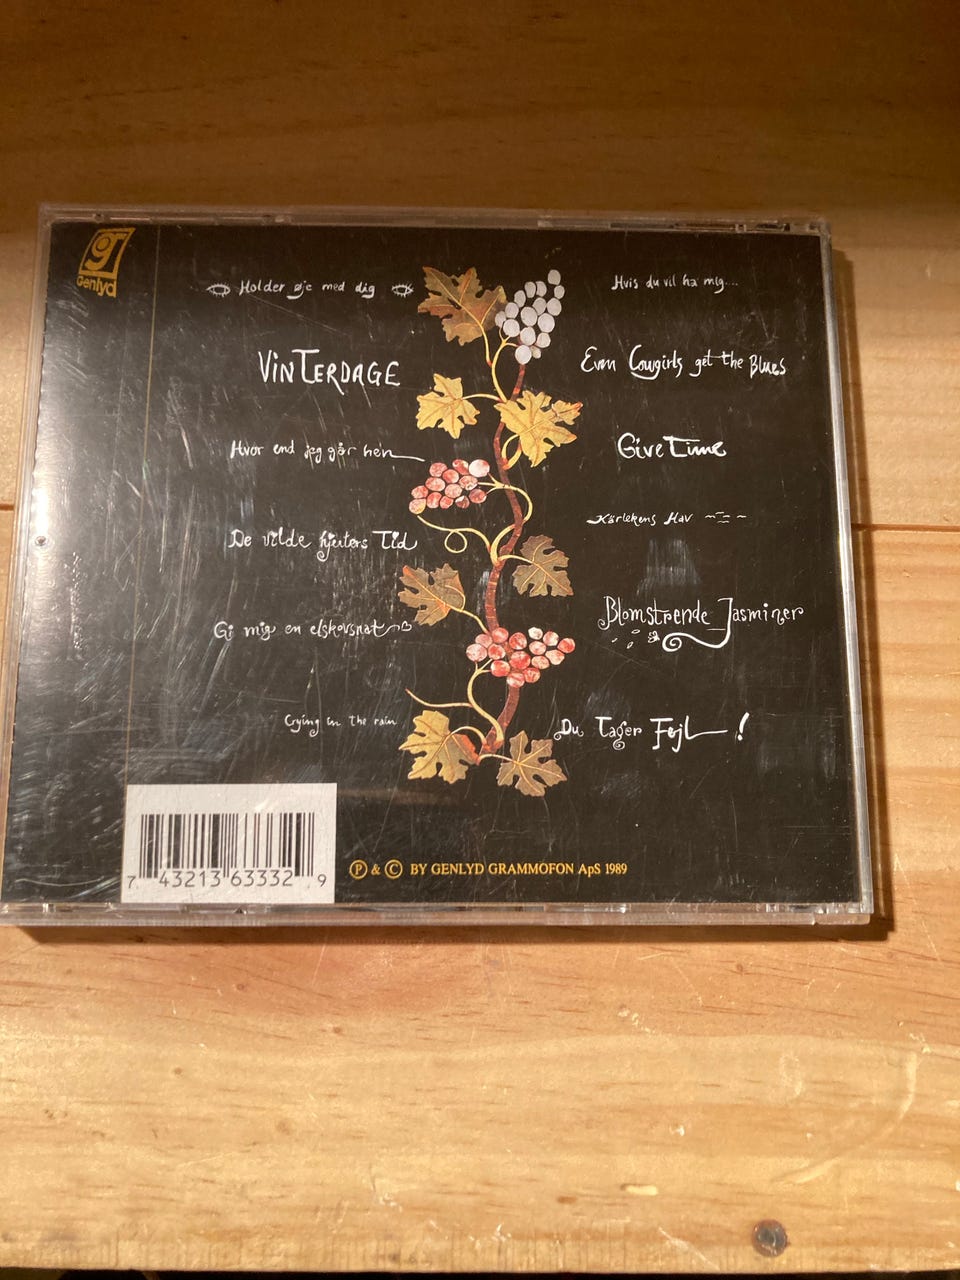 Genlyd
Holder øje med dig
VINTERDAGE
Hvor end jeg går hen
De vilde hjerters Tid
Gi mig en elskovsnat
Crying in the rain
Hvis du vil ha mig...
Even Cowgirls get the Blues
Give Time
Kärlekens Hav
Blomstrende Jasminer
Du Tager Fejl !
7 43213 63332 9
Ⓟ & © BY GENLYD GRAMMOFON ApS 1989